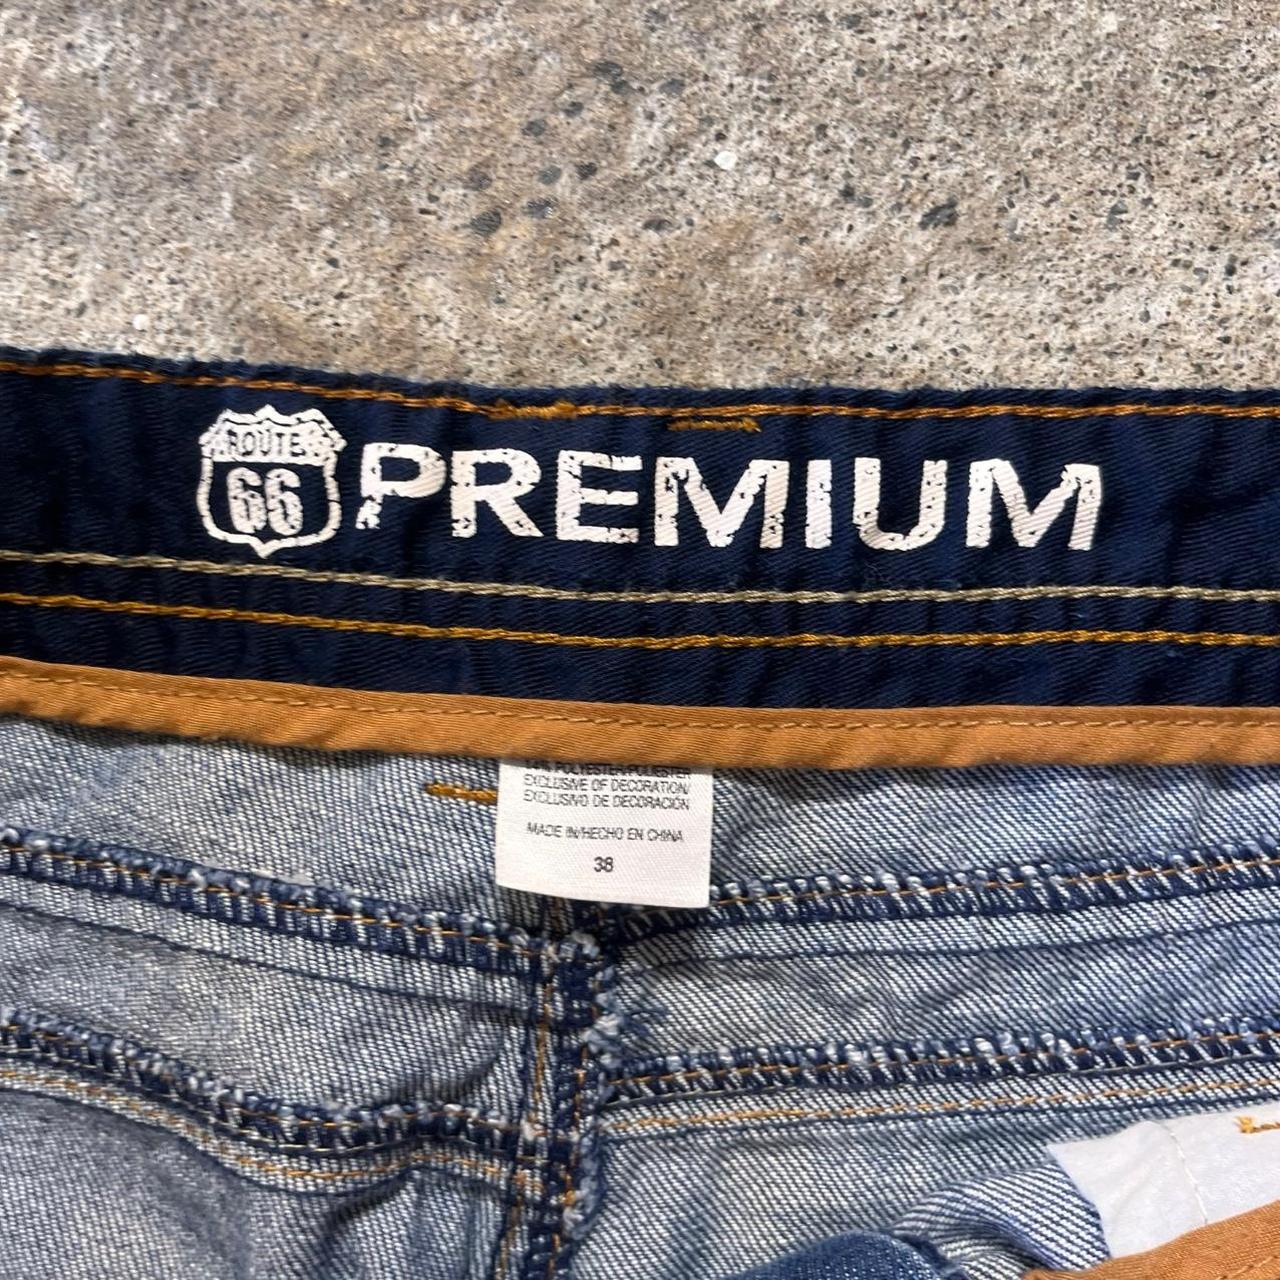 ROUTE
66
PREMIUM
EXCLUSIVE OF DECORATION/
EXCLUSIVO DE DECORACIÓN
MADE IN/HECHO EN CHINA
38